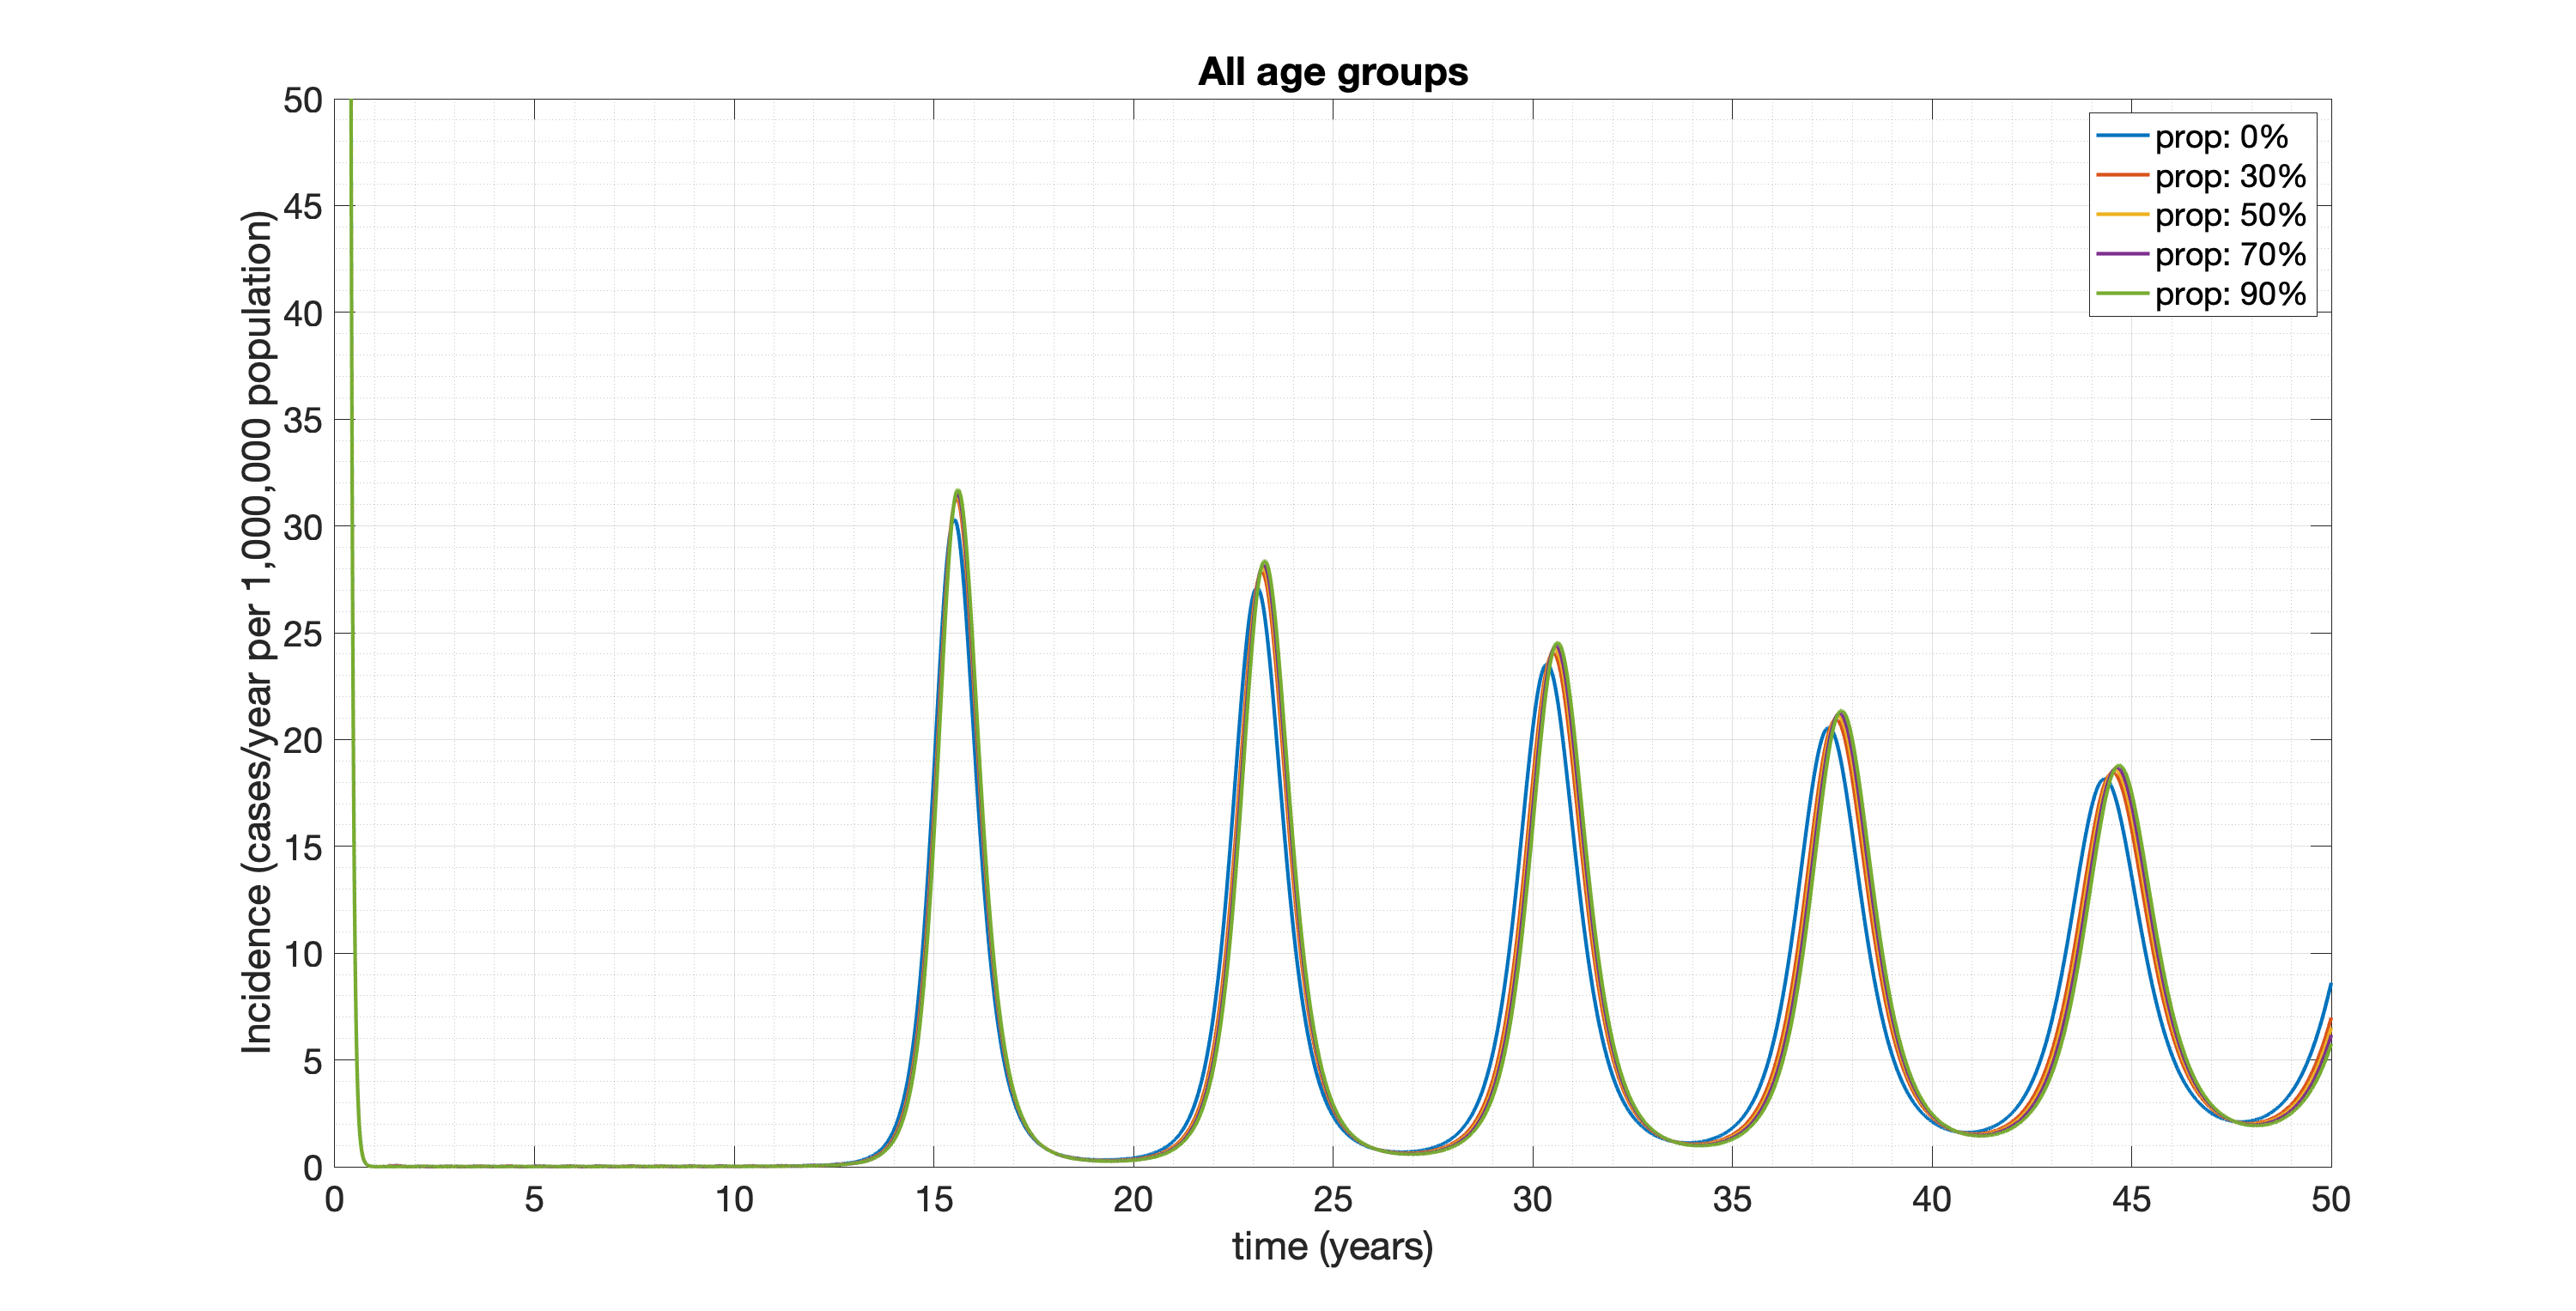 All age groups
Incidence (cases/year per 1,000,000 population)
50
45
40
35
30
25
20
15
10
5
0
prop: 0%
prop: 30%
prop: 50%
prop: 70%
prop: 90%
0 5 10 15 20 25 30 35 40 45 50
time (years)